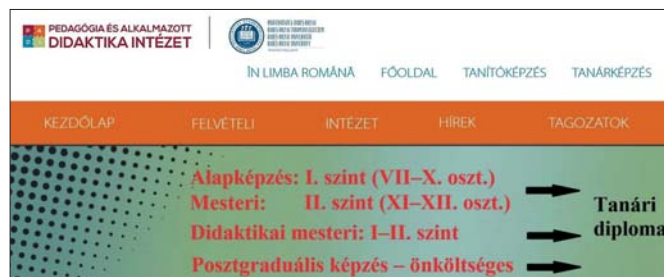 PEDAGÓGIA ÉS ALKALMAZOTT
DIDAKTIKA INTÉZET
ÎN LIMBA ROMÂNĂ FŐOLDAL TANÍTÓKÉPZÉS TANÁRKÉPZÉS
KEZDŐLAP FELVÉTELI INTÉZET HÍREK TAGOZATOK
Alapképzés: I. szint (VII–X. oszt.)
Mesteri: II. szint (XI–XII. oszt.)
Tanári
diploma
Didaktikai mesteri: I–II. szint
Posztgraduális képzés – önköltséges